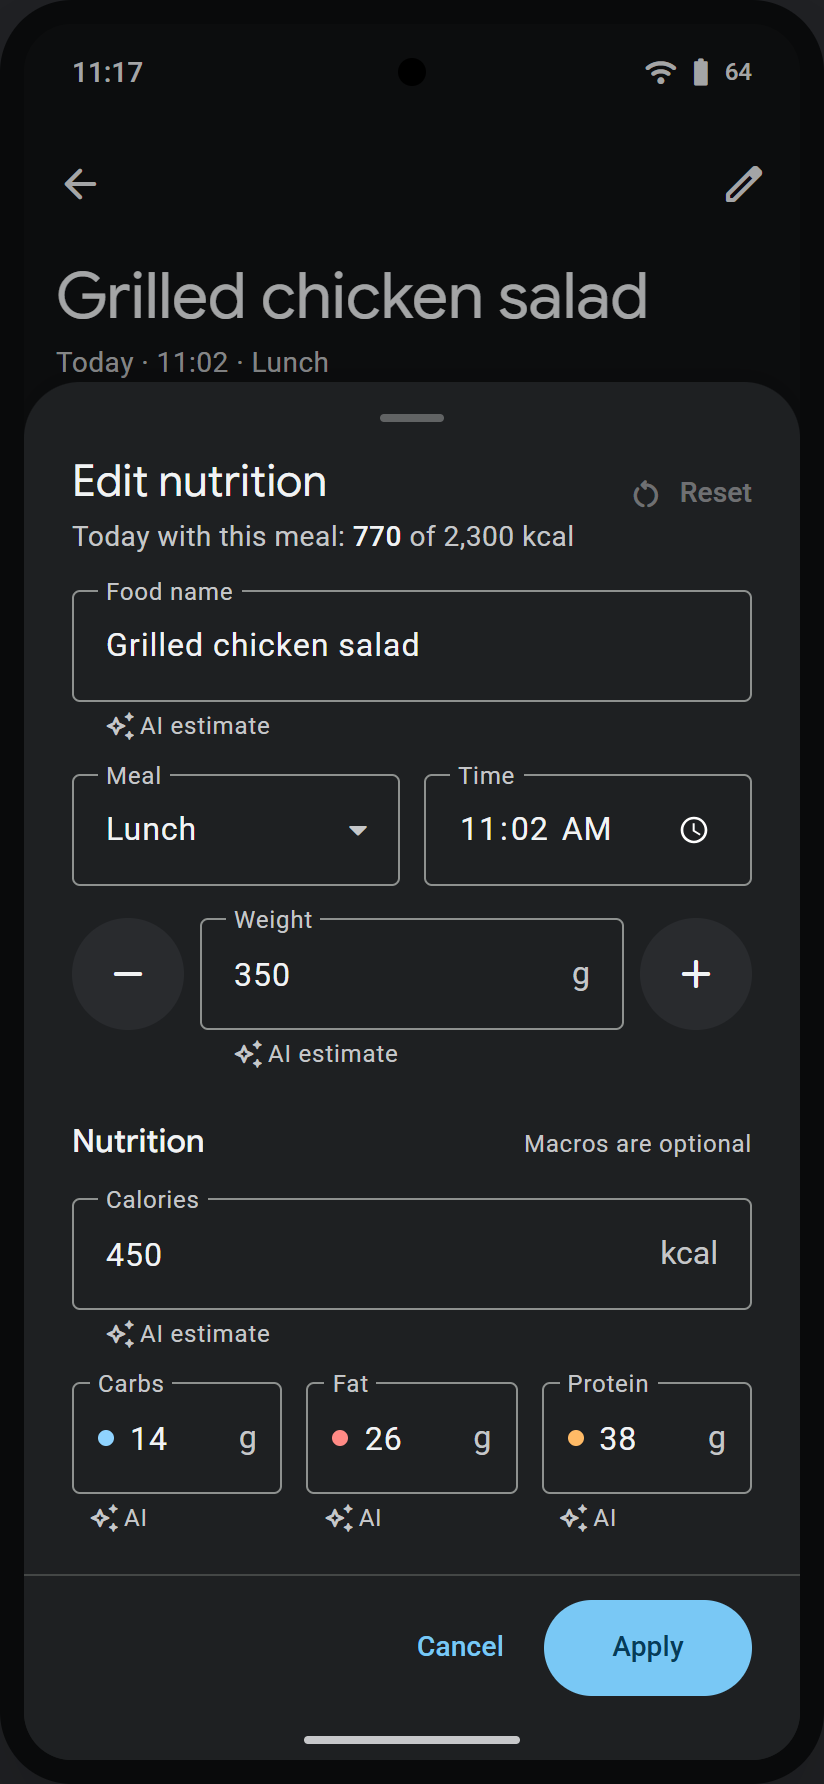 11:17
64
Grilled chicken salad
Today · 11:02 · Lunch
Edit nutrition
Reset
Today with this meal: 770 of 2,300 kcal
Food name
Grilled chicken salad
AI estimate
Meal
Time
Lunch
11:02 AM
Weight
350 g
AI estimate
Nutrition
Macros are optional
Calories
450 kcal
AI estimate
Carbs
Fat
Protein
14 g
26 g
38 g
AI
AI
AI
Cancel
Apply